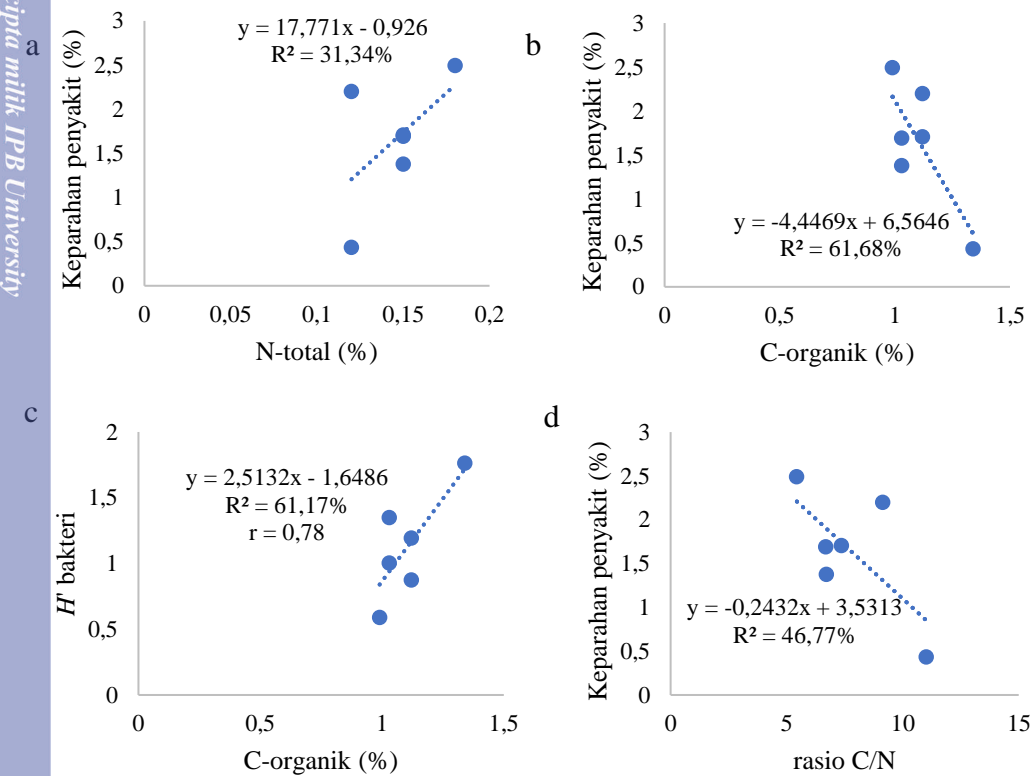 cipta milik IPB University
a
3
2,5
2
1,5
1
0,5
0
Keparahan penyakit (%)
y = 17,771x - 0,926
R² = 31,34%
0 0,05 0,1 0,15 0,2
N-total (%)
b
3
2,5
2
1,5
1
0,5
0
Keparahan penyakit (%)
y = -4,4469x + 6,5646
R² = 61,68%
0 0,5 1 1,5
C-organik (%)
c
2
1,5
1
0,5
0
H' bakteri
y = 2,5132x - 1,6486
R² = 61,17%
r = 0,78
0 0,5 1 1,5
C-organik (%)
d
3
2,5
2
1,5
1
0,5
0
Keparahan penyakit (%)
y = -0,2432x + 3,5313
R² = 46,77%
0 5 10 15
rasio C/N